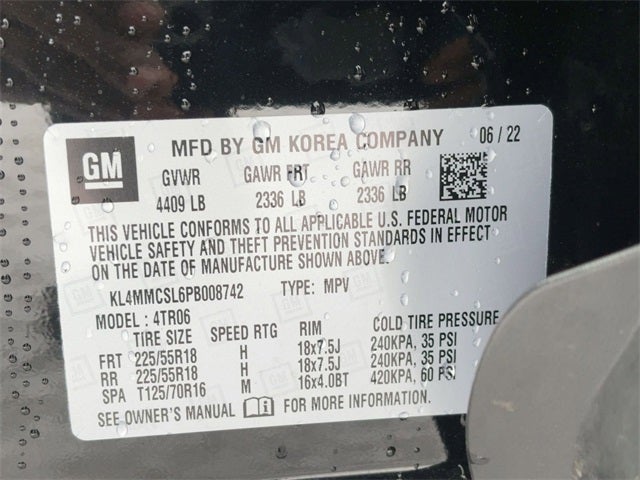 GM
MFD BY GM KOREA COMPANY 06 / 22
GVWR GAWR FRT GAWR RR
4409 LB 2336 LB 2336 LB
THIS VEHICLE CONFORMS TO ALL APPLICABLE U.S. FEDERAL MOTOR
VEHICLE SAFETY AND THEFT PREVENTION STANDARDS IN EFFECT
ON THE DATE OF MANUFACTURE SHOWN ABOVE.
KL4MMCSL6PB008742 TYPE: MPV
MODEL : 4TR06
TIRE SIZE SPEED RTG RIM COLD TIRE PRESSURE
FRT 225/55R18 H 18x7.5J 240KPA, 35 PSI
RR 225/55R18 H 18x7.5J 240KPA, 35 PSI
SPA T125/70R16 M 16x4.0BT 420KPA, 60 PSI
SEE OWNER'S MANUAL FOR MORE INFORMATION.